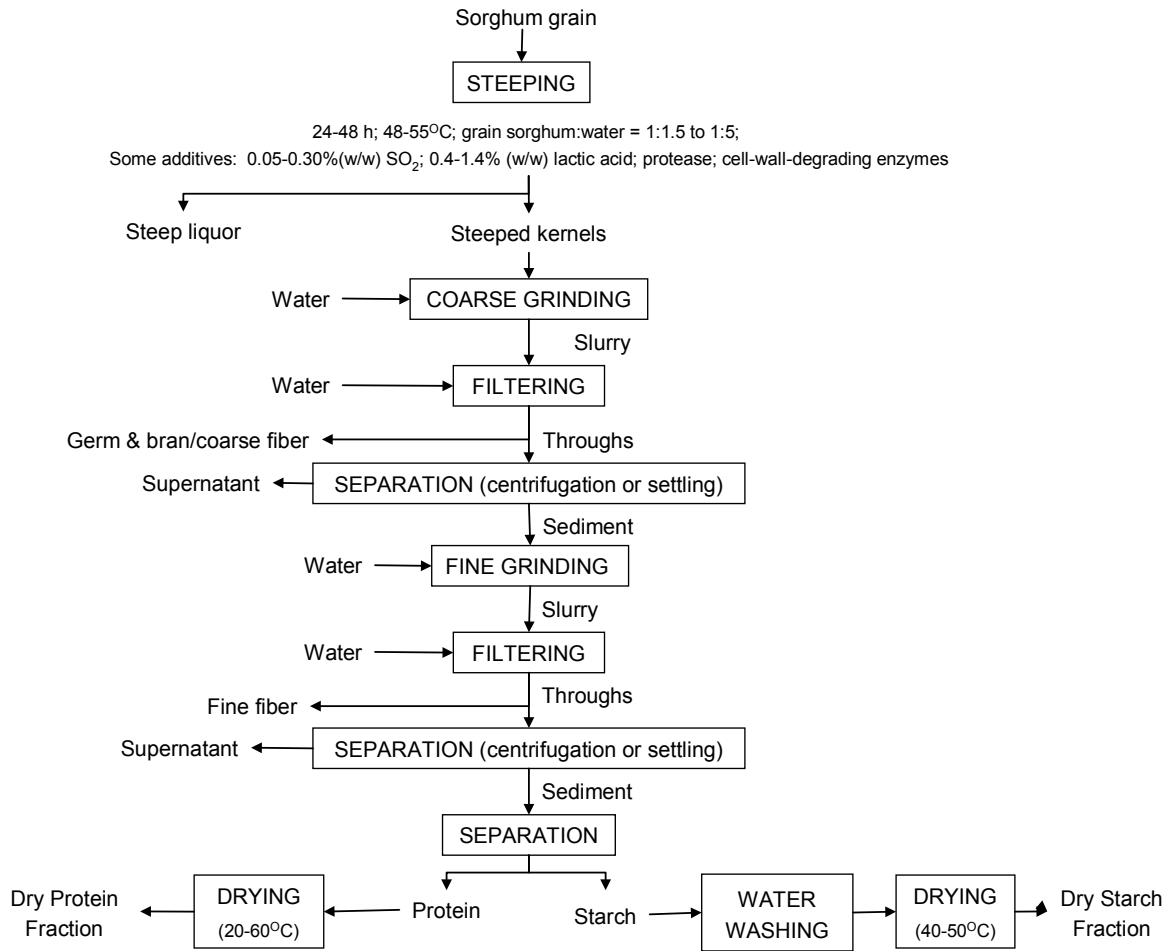 Sorghum grain
STEEPING
24-48 h; 48-55ᴼC; grain sorghum:water = 1:1.5 to 1:5;
Some additives: 0.05-0.30%(w/w) SO₂; 0.4-1.4% (w/w) lactic acid; protease; cell-wall-degrading enzymes
Steep liquor
Steeped kernels
Water
COARSE GRINDING
Slurry
Water
FILTERING
Germ & bran/coarse fiber
Throughs
Supernatant
SEPARATION (centrifugation or settling)
Sediment
Water
FINE GRINDING
Slurry
Water
FILTERING
Throughs
Fine fiber
Supernatant
SEPARATION (centrifugation or settling)
Sediment
SEPARATION
Dry Protein
Fraction
DRYING
(20-60ᴼC)
Protein
Starch
WATER
WASHING
DRYING
(40-50ᴼC)
Dry Starch
Fraction